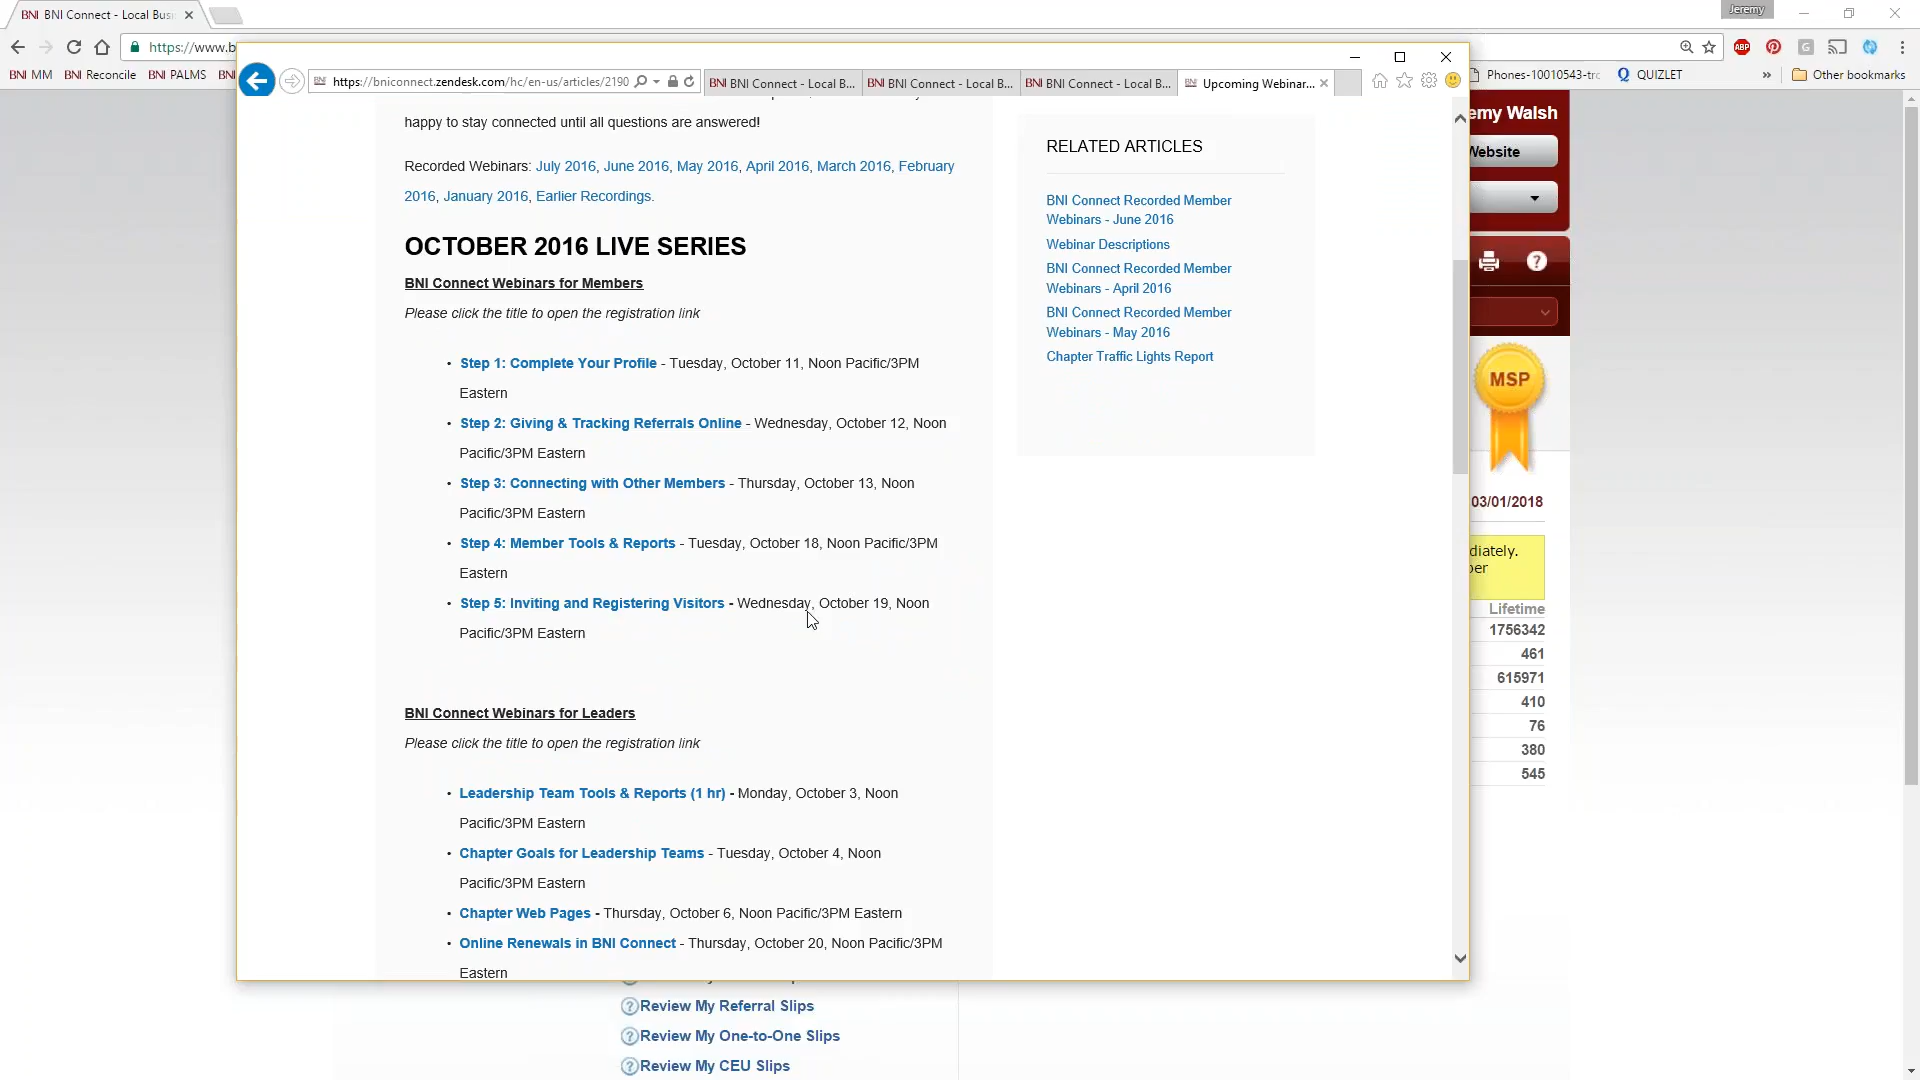 BNI BNI Connect - Local Busi
Jeremy
https://www.b
BNI MM
BNI Reconcile
BNI PALMS
BNI
Phones-10010543-trc
QUIZLET
»
Other bookmarks
https://bniconnect.zendesk.com/hc/en-us/articles/2190
BNI BNI Connect - Local B...
BNI BNI Connect - Local B...
BNI BNI Connect - Local B...
Upcoming Webinar...
happy to stay connected until all questions are answered!
Recorded Webinars: July 2016, June 2016, May 2016, April 2016, March 2016, February
2016, January 2016, Earlier Recordings.
OCTOBER 2016 LIVE SERIES
BNI Connect Webinars for Members
Please click the title to open the registration link
• Step 1: Complete Your Profile - Tuesday, October 11, Noon Pacific/3PM
Eastern
• Step 2: Giving & Tracking Referrals Online - Wednesday, October 12, Noon
Pacific/3PM Eastern
• Step 3: Connecting with Other Members - Thursday, October 13, Noon
Pacific/3PM Eastern
• Step 4: Member Tools & Reports - Tuesday, October 18, Noon Pacific/3PM
Eastern
• Step 5: Inviting and Registering Visitors - Wednesday, October 19, Noon
Pacific/3PM Eastern
BNI Connect Webinars for Leaders
Please click the title to open the registration link
• Leadership Team Tools & Reports (1 hr) - Monday, October 3, Noon
Pacific/3PM Eastern
• Chapter Goals for Leadership Teams - Tuesday, October 4, Noon
Pacific/3PM Eastern
• Chapter Web Pages - Thursday, October 6, Noon Pacific/3PM Eastern
• Online Renewals in BNI Connect - Thursday, October 20, Noon Pacific/3PM
Eastern
RELATED ARTICLES
BNI Connect Recorded Member
Webinars - June 2016
Webinar Descriptions
BNI Connect Recorded Member
Webinars - April 2016
BNI Connect Recorded Member
Webinars - May 2016
Chapter Traffic Lights Report
emy Walsh
Website
MSP
03/01/2018
diately.
ber
Lifetime
1756342
461
615971
410
76
380
545
Review My Referral Slips
Review My One-to-One Slips
Review My CEU Slips